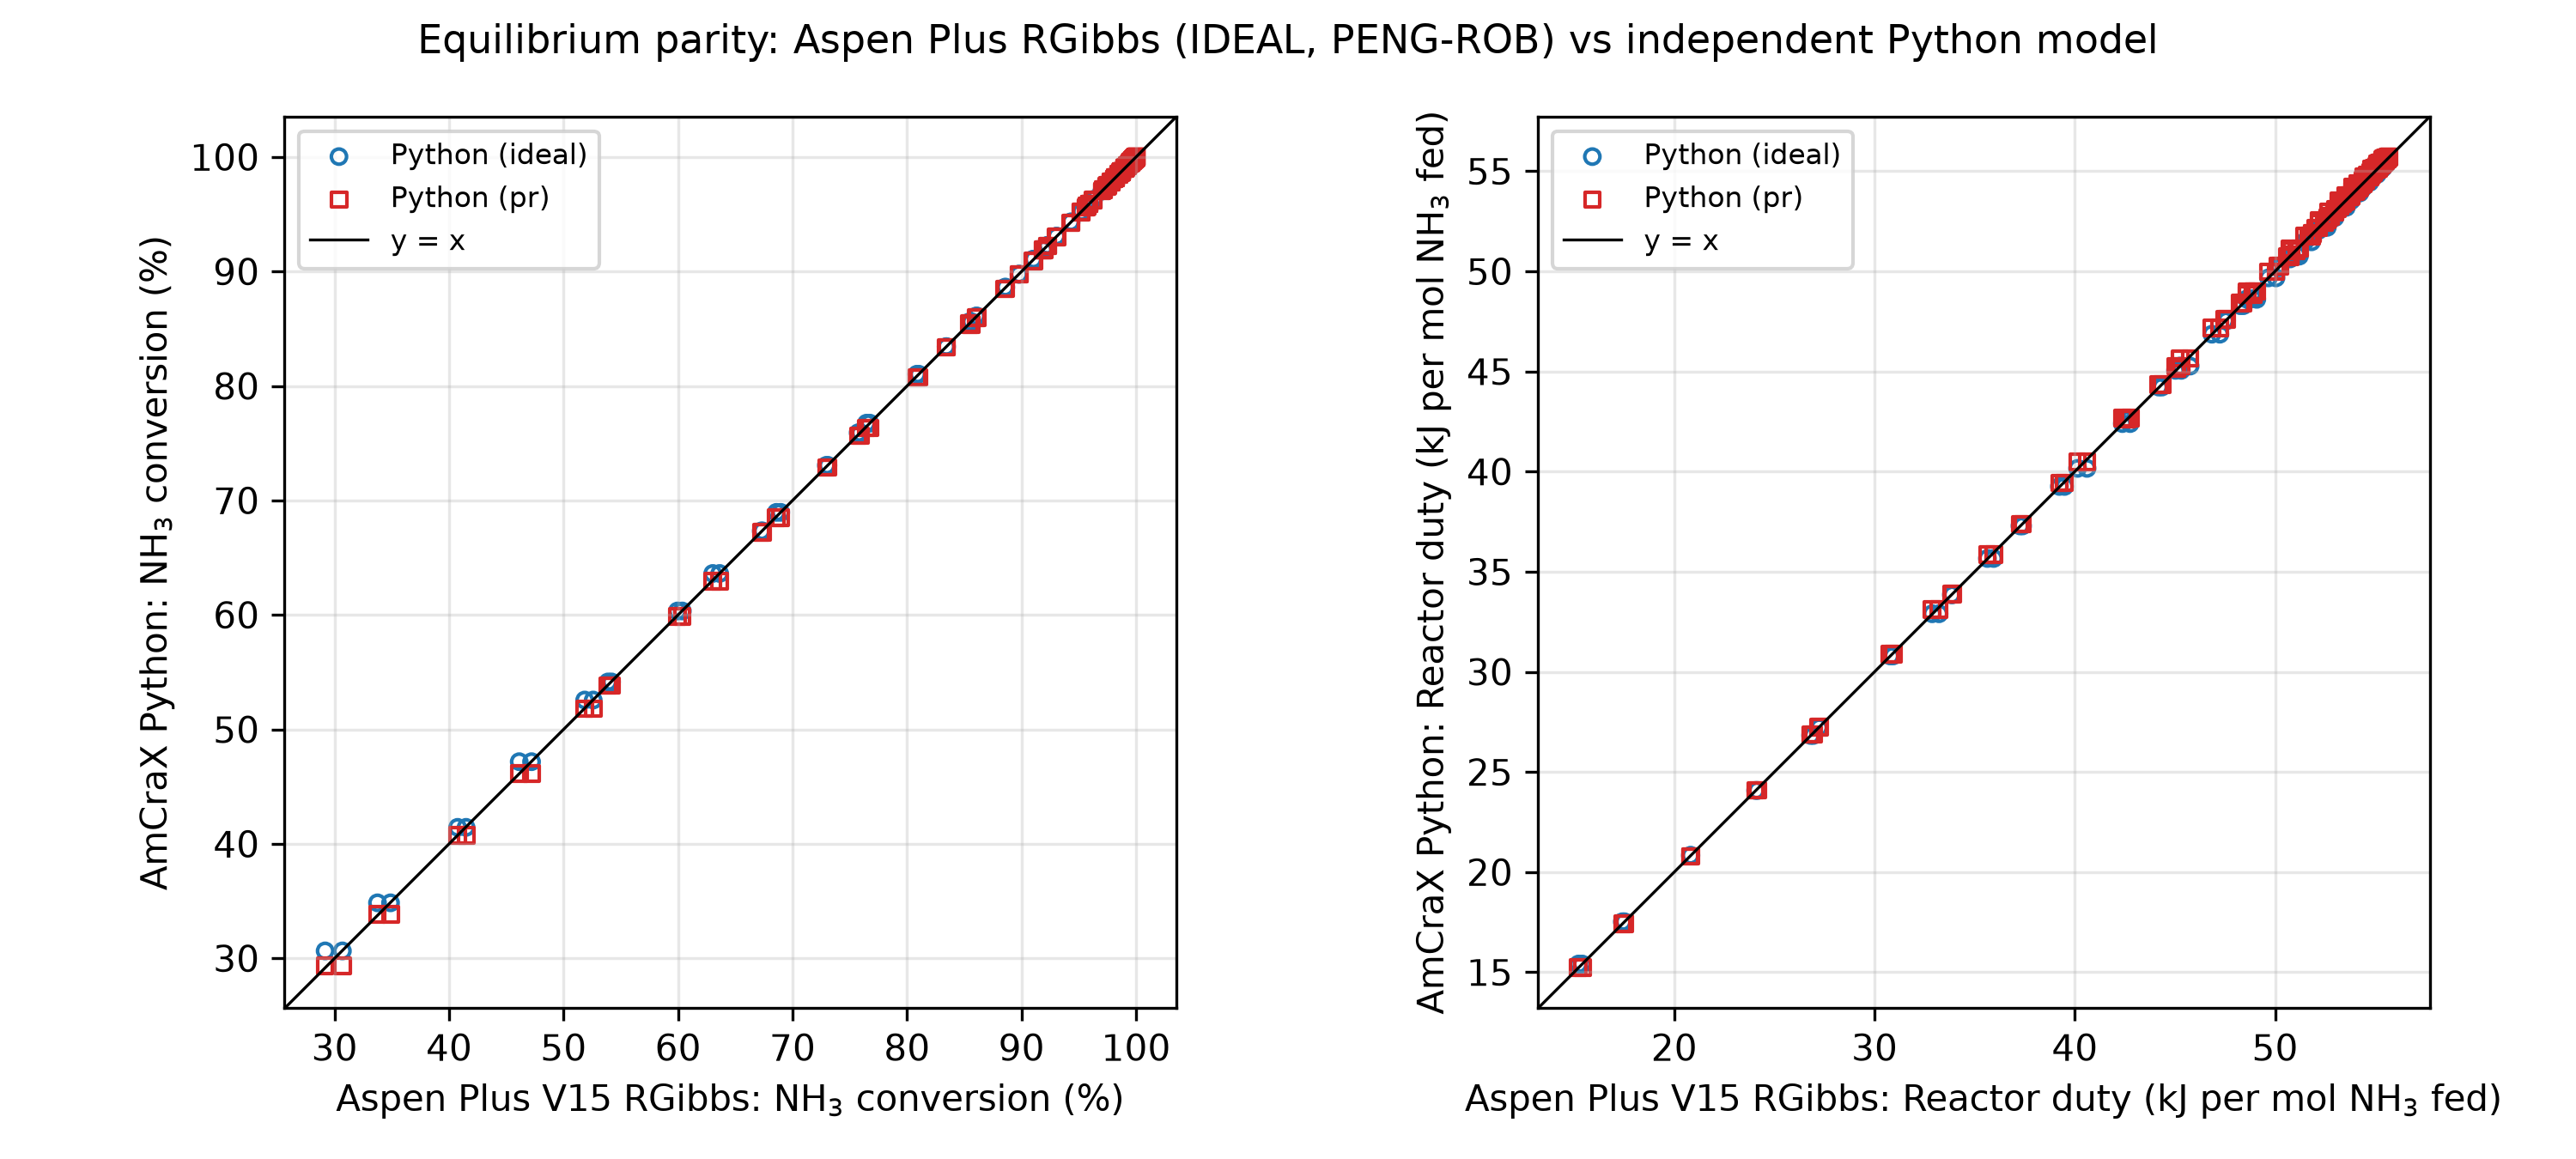 Equilibrium parity: Aspen Plus RGibbs (IDEAL, PENG-ROB) vs independent Python model
AmCraX Python: NH₃ conversion (%)
100
90
80
70
60
50
40
30
Python (ideal)
Python (pr)
y = x
30 40 50 60 70 80 90 100
Aspen Plus V15 RGibbs: NH₃ conversion (%)
AmCraX Python: Reactor duty (kJ per mol NH₃ fed)
55
50
45
40
35
30
25
20
15
Python (ideal)
Python (pr)
y = x
20 30 40 50
Aspen Plus V15 RGibbs: Reactor duty (kJ per mol NH₃ fed)